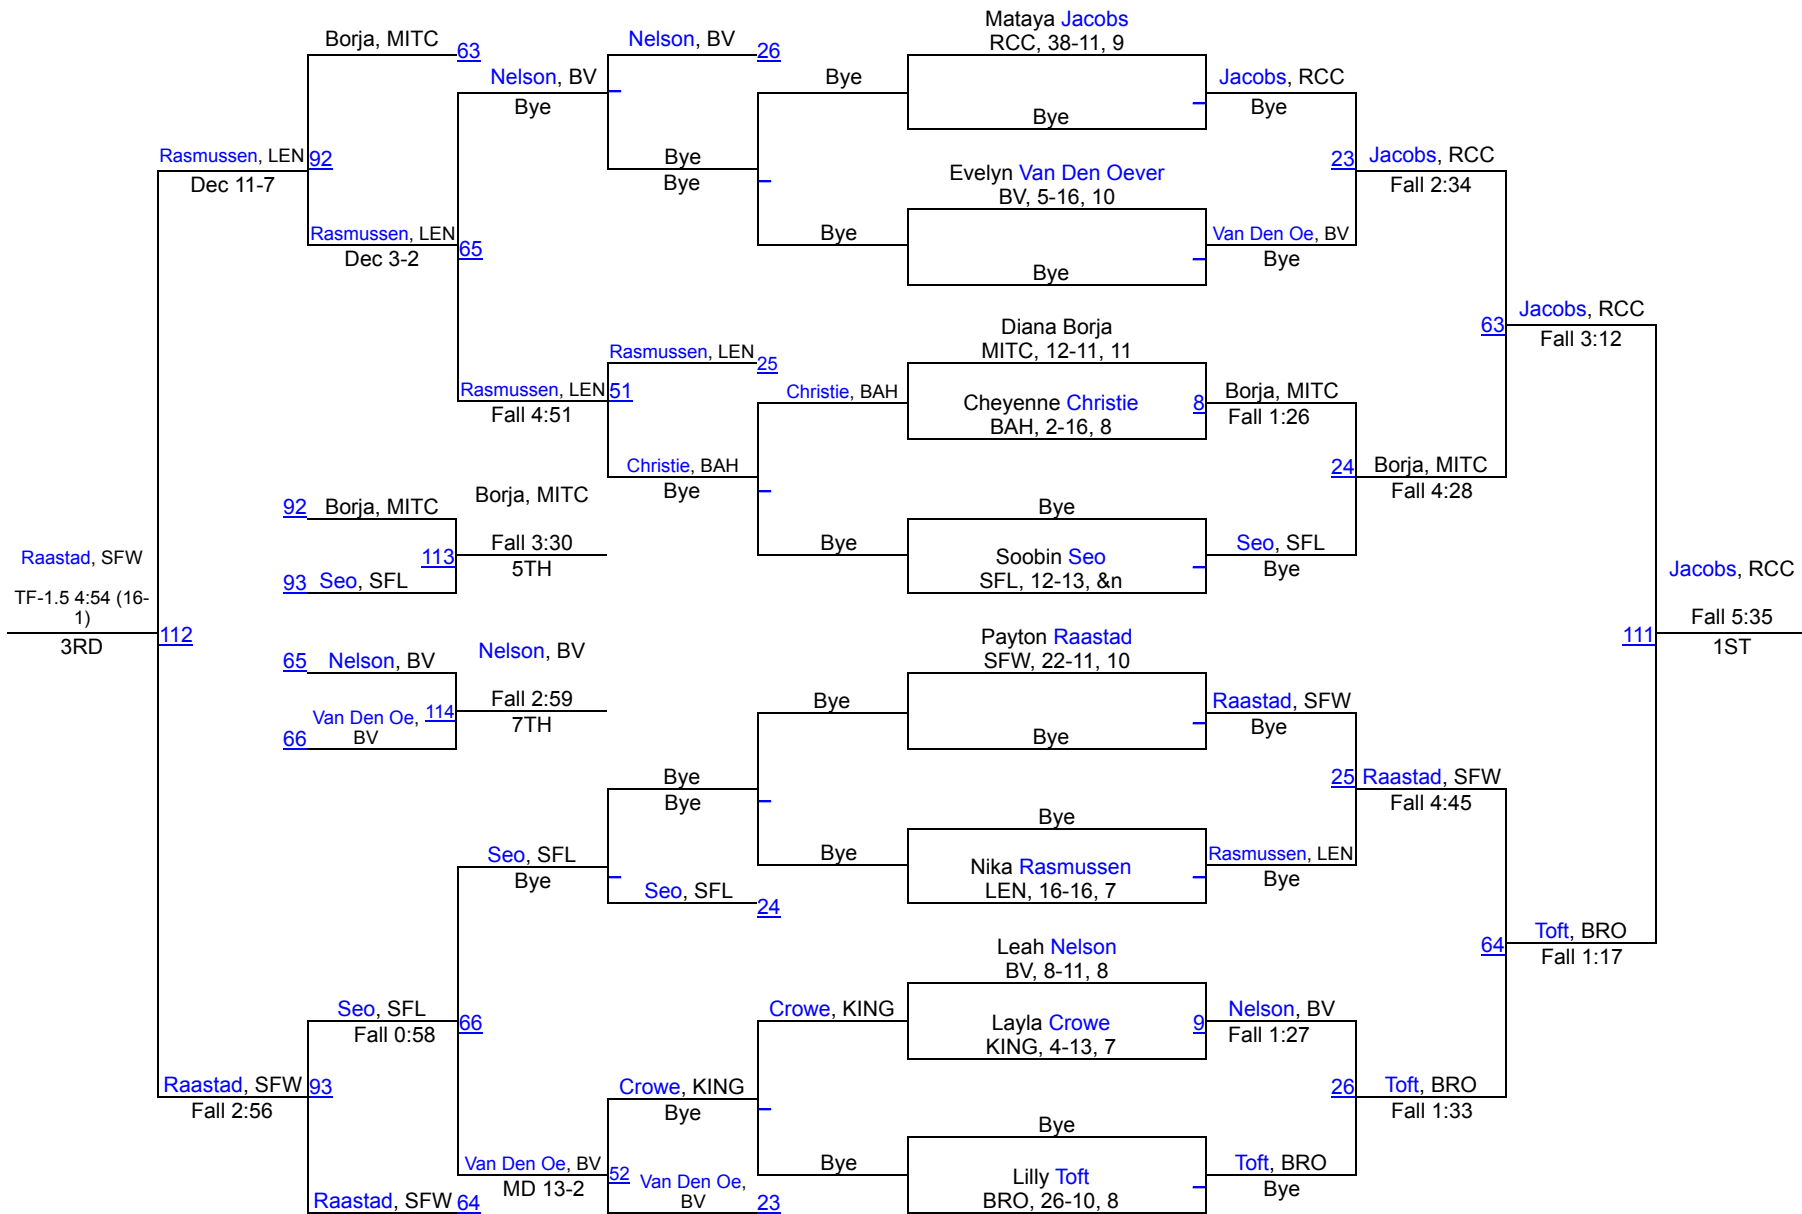 Mataya Jacobs
RCC, 38-11, 9
Bye
Evelyn Van Den Oever
BV, 5-16, 10
Bye
Diana Borja
MITC, 12-11, 11
Cheyenne Christie
BAH, 2-16, 8
Bye
Soobin Seo
SFL, 12-13, &n
Payton Raastad
SFW, 22-11, 10
Bye
Bye
Nika Rasmussen
LEN, 16-16, 7
Leah Nelson
BV, 8-11, 8
Layla Crowe
KING, 4-13, 7
Bye
Lilly Toft
BRO, 26-10, 8
Jacobs, RCC
Bye
Van Den Oe, BV
Bye
8
Borja, MITC
Fall 1:26
Seo, SFL
Bye
Raastad, SFW
Bye
Rasmussen, LEN
Bye
9
Nelson, BV
Fall 1:27
Toft, BRO
Bye
23
Jacobs, RCC
Fall 2:34
24
Borja, MITC
Fall 4:28
25
Raastad, SFW
Fall 4:45
26
Toft, BRO
Fall 1:33
63
Jacobs, RCC
Fall 3:12
64
Toft, BRO
Fall 1:17
111
Jacobs, RCC
Fall 5:35
1ST
Bye
Bye
Christie, BAH
Bye
Bye
Bye
Crowe, KING
Bye
Nelson, BV
26
Bye
Bye
Rasmussen, LEN
25
Christie, BAH
Bye
Bye
Bye
Seo, SFL
24
Crowe, KING
Bye
Van Den Oe,
BV
23
Nelson, BV
Bye
Rasmussen, LEN
51
Fall 4:51
Seo, SFL
Bye
Van Den Oe, BV
52
MD 13-2
Borja, MITC
63
Rasmussen, LEN
65
Dec 3-2
Seo, SFL
66
Fall 0:58
Raastad, SFW
64
Rasmussen, LEN
92
Dec 11-7
Raastad, SFW
93
Fall 2:56
Raastad, SFW
TF-1.5 4:54 (16-
1)
3RD
112
92
Borja, MITC
93
Seo, SFL
113
Borja, MITC
Fall 3:30
5TH
65
Nelson, BV
66
Van Den Oe,
BV
114
Nelson, BV
Fall 2:59
7TH